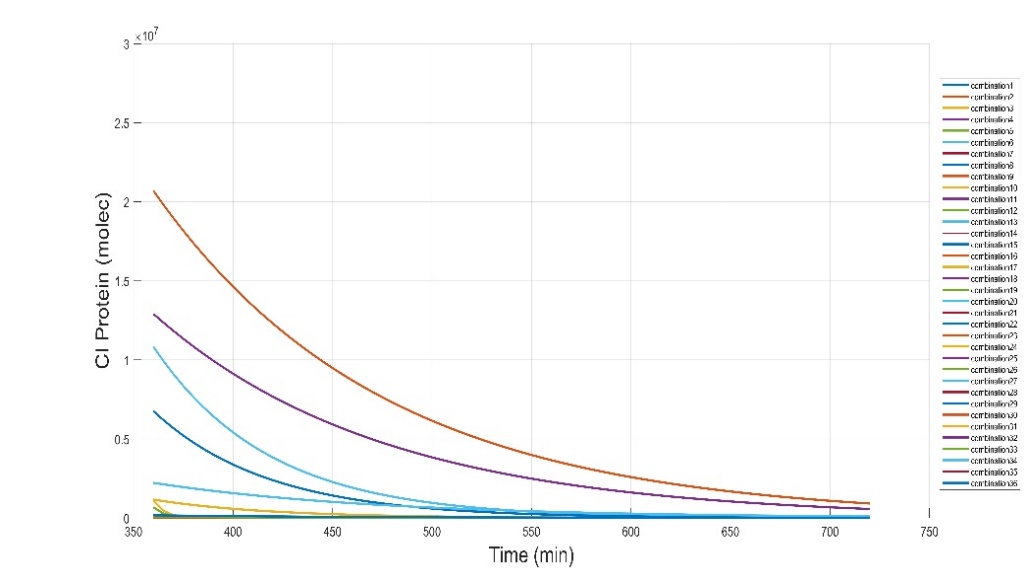 ×10⁷
3
2.5
2
1.5
1
0.5
0
CI Protein (molec)
350 400 450 500 550 600 650 700 750
Time (min)
combination1
combination2
combination3
combination4
combination5
combination6
combination7
combination8
combination9
combination10
combination11
combination12
combination13
combination14
combination15
combination16
combination17
combination18
combination19
combination20
combination21
combination22
combination23
combination24
combination25
combination26
combination27
combination28
combination29
combination30
combination31
combination32
combination33
combination34
combination35
combination36